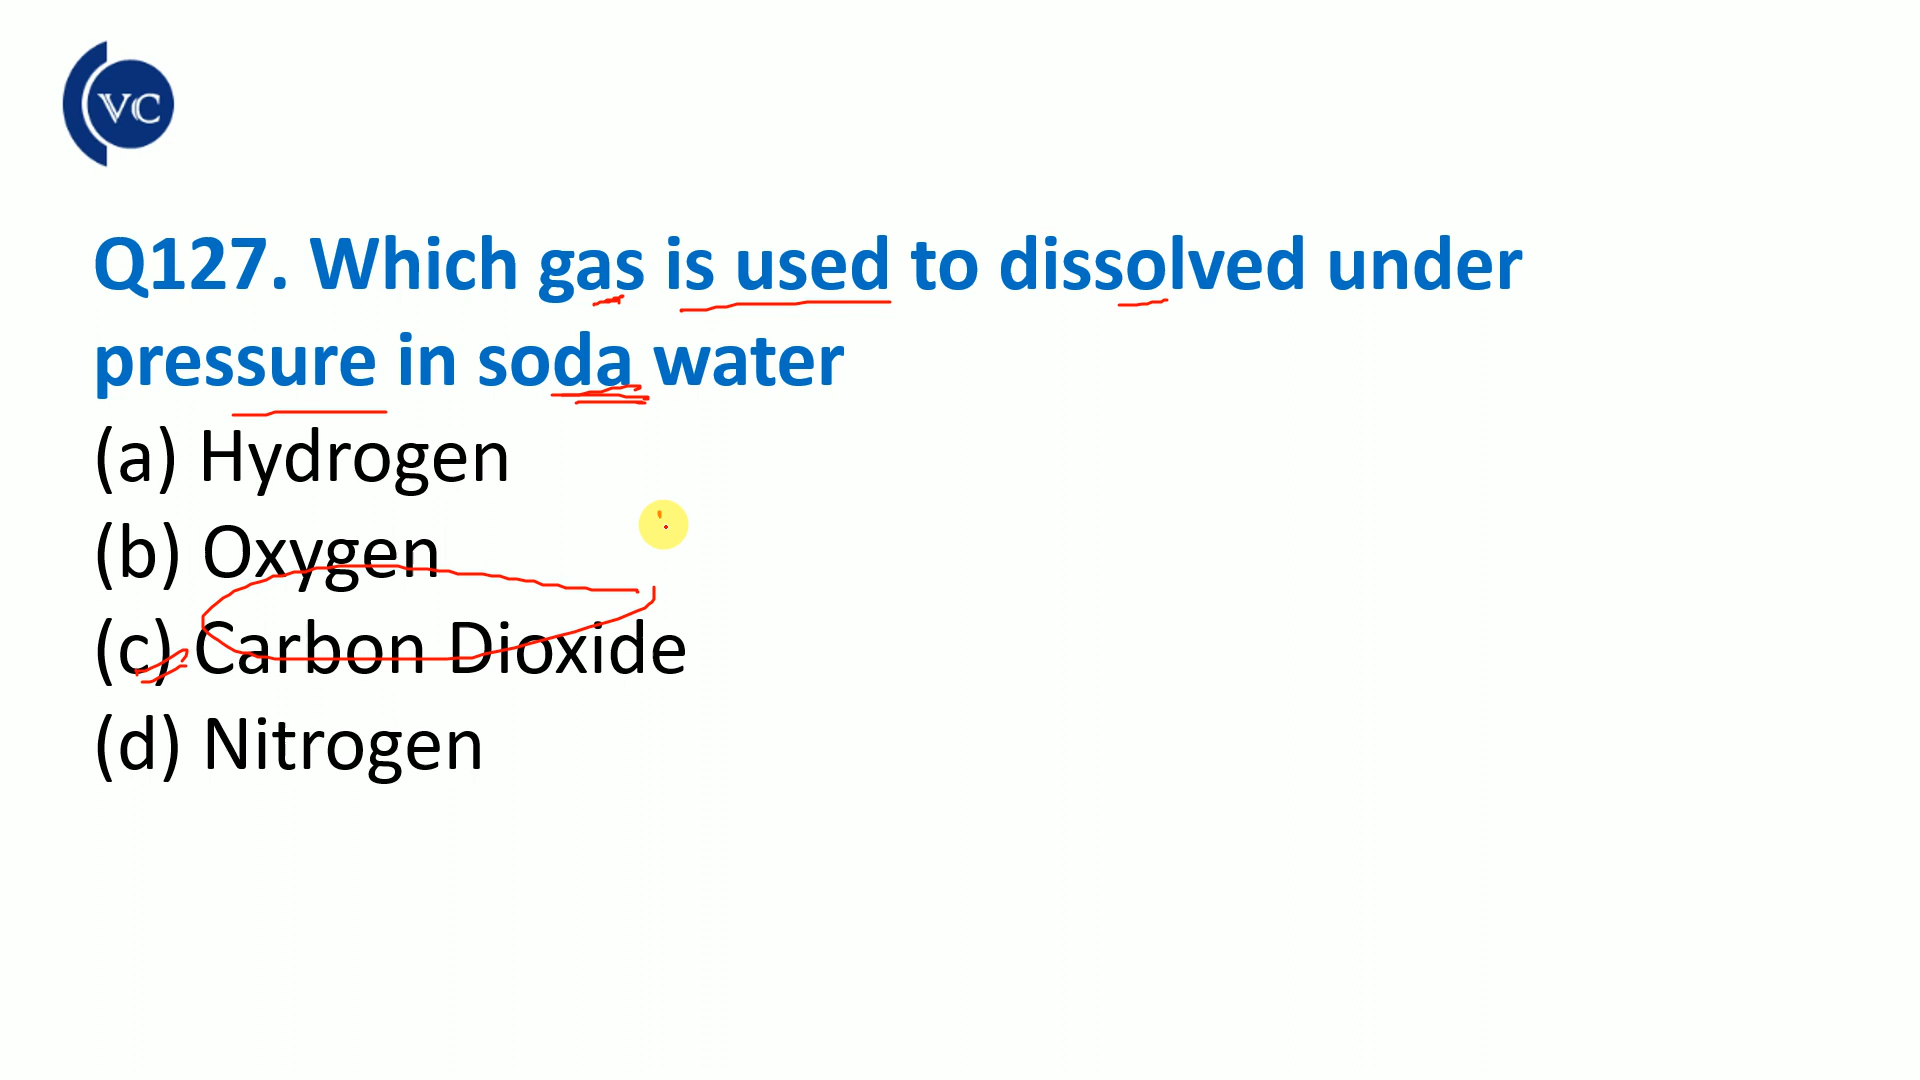 VC
Q127. Which gas is used to dissolved under
pressure in soda water
(a) Hydrogen
(b) Oxygen
(c) Carbon Dioxide
(d) Nitrogen